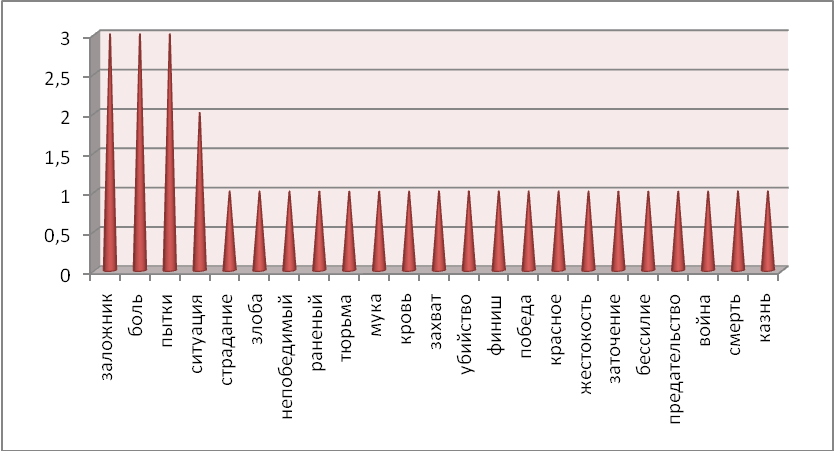 3
2,5
2
1,5
1
0,5
0
заложник
боль
пытки
ситуация
страдание
злоба
непобедимый
раненый
тюрьма
мука
кровь
захват
убийство
финиш
победа
красное
жестокость
заточение
бессилие
предательство
война
смерть
казнь